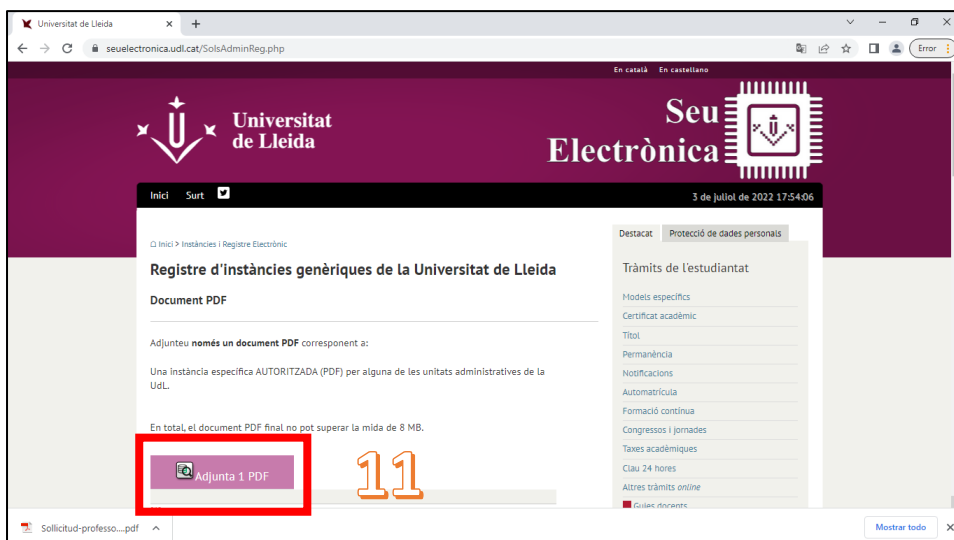 Universitat de Lleida
seuelectronica.udl.cat/SolsAdminReg.php
Error
En català En castellano
Universitat
de Lleida
Seu
Electrònica
Inici Surt
3 de juliol de 2022 17:54:06
Inici > Instàncies i Registre Electrònic
Destacat Protecció de dades personals
Registre d'instàncies genèriques de la Universitat de Lleida
Document PDF
Adjunteu només un document PDF corresponent a:
Una instància específica AUTORITZADA (PDF) per alguna de les unitats administratives de la
UdL.
En total, el document PDF final no pot superar la mida de 8 MB.
Adjunta 1 PDF
11
Tràmits de l'estudiantat
Models específics
Certificat acadèmic
Títol
Permanència
Notificacions
Automatrícula
Formació contínua
Congressos i jornades
Taxes acadèmiques
Clau 24 hores
Altres tràmits online
Guies docents
Sollicitud-professo....pdf
Mostrar todo